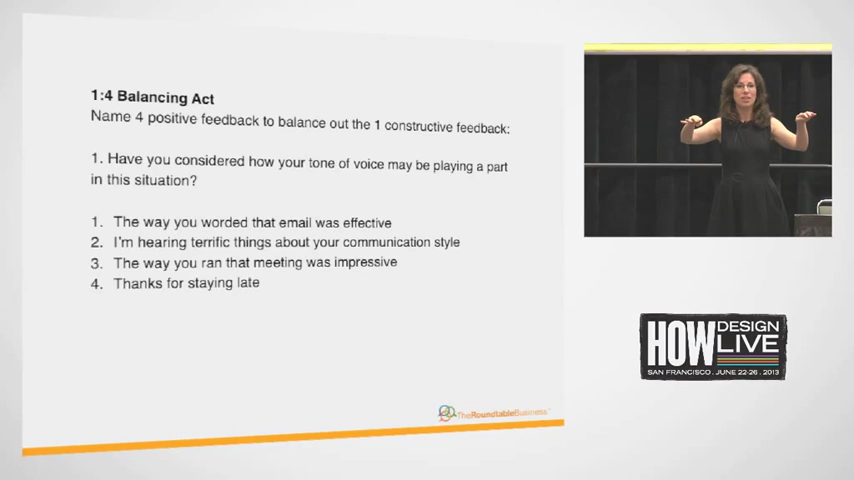 1:4 Balancing Act
Name 4 positive feedback to balance out the 1 constructive feedback:
1. Have you considered how your tone of voice may be playing a part
in this situation?
1. The way you worded that email was effective
2. I'm hearing terrific things about your communication style
3. The way you ran that meeting was impressive
4. Thanks for staying late
TheRoundtableBusiness™
HOW DESIGN
LIVE
SAN FRANCISCO . JUNE 22-26 . 2013